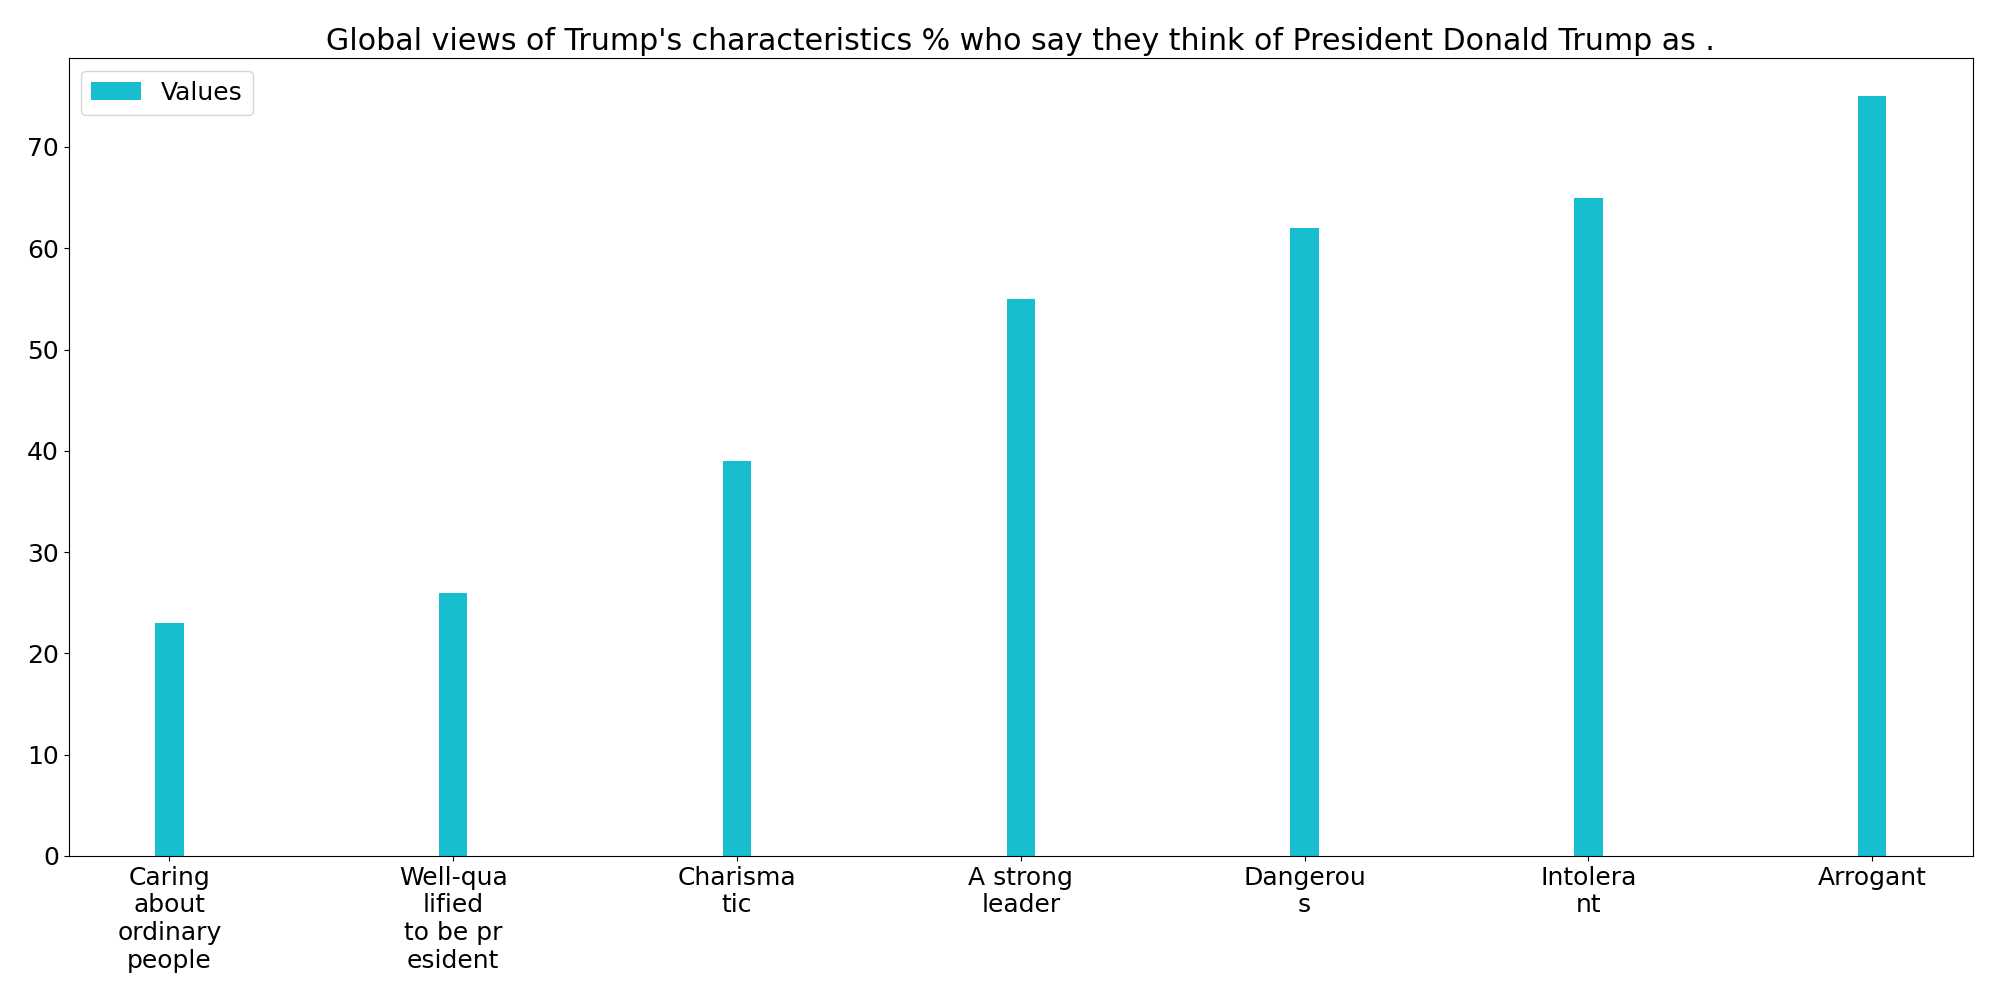 Global views of Trump's characteristics % who say they think of President Donald Trump as .
Values
70
60
50
40
30
20
10
0
Caring
about
ordinary
people
Well-qua
lified
to be pr
esident
Charisma
tic
A strong
leader
Dangerou
s
Intolera
nt
Arrogant